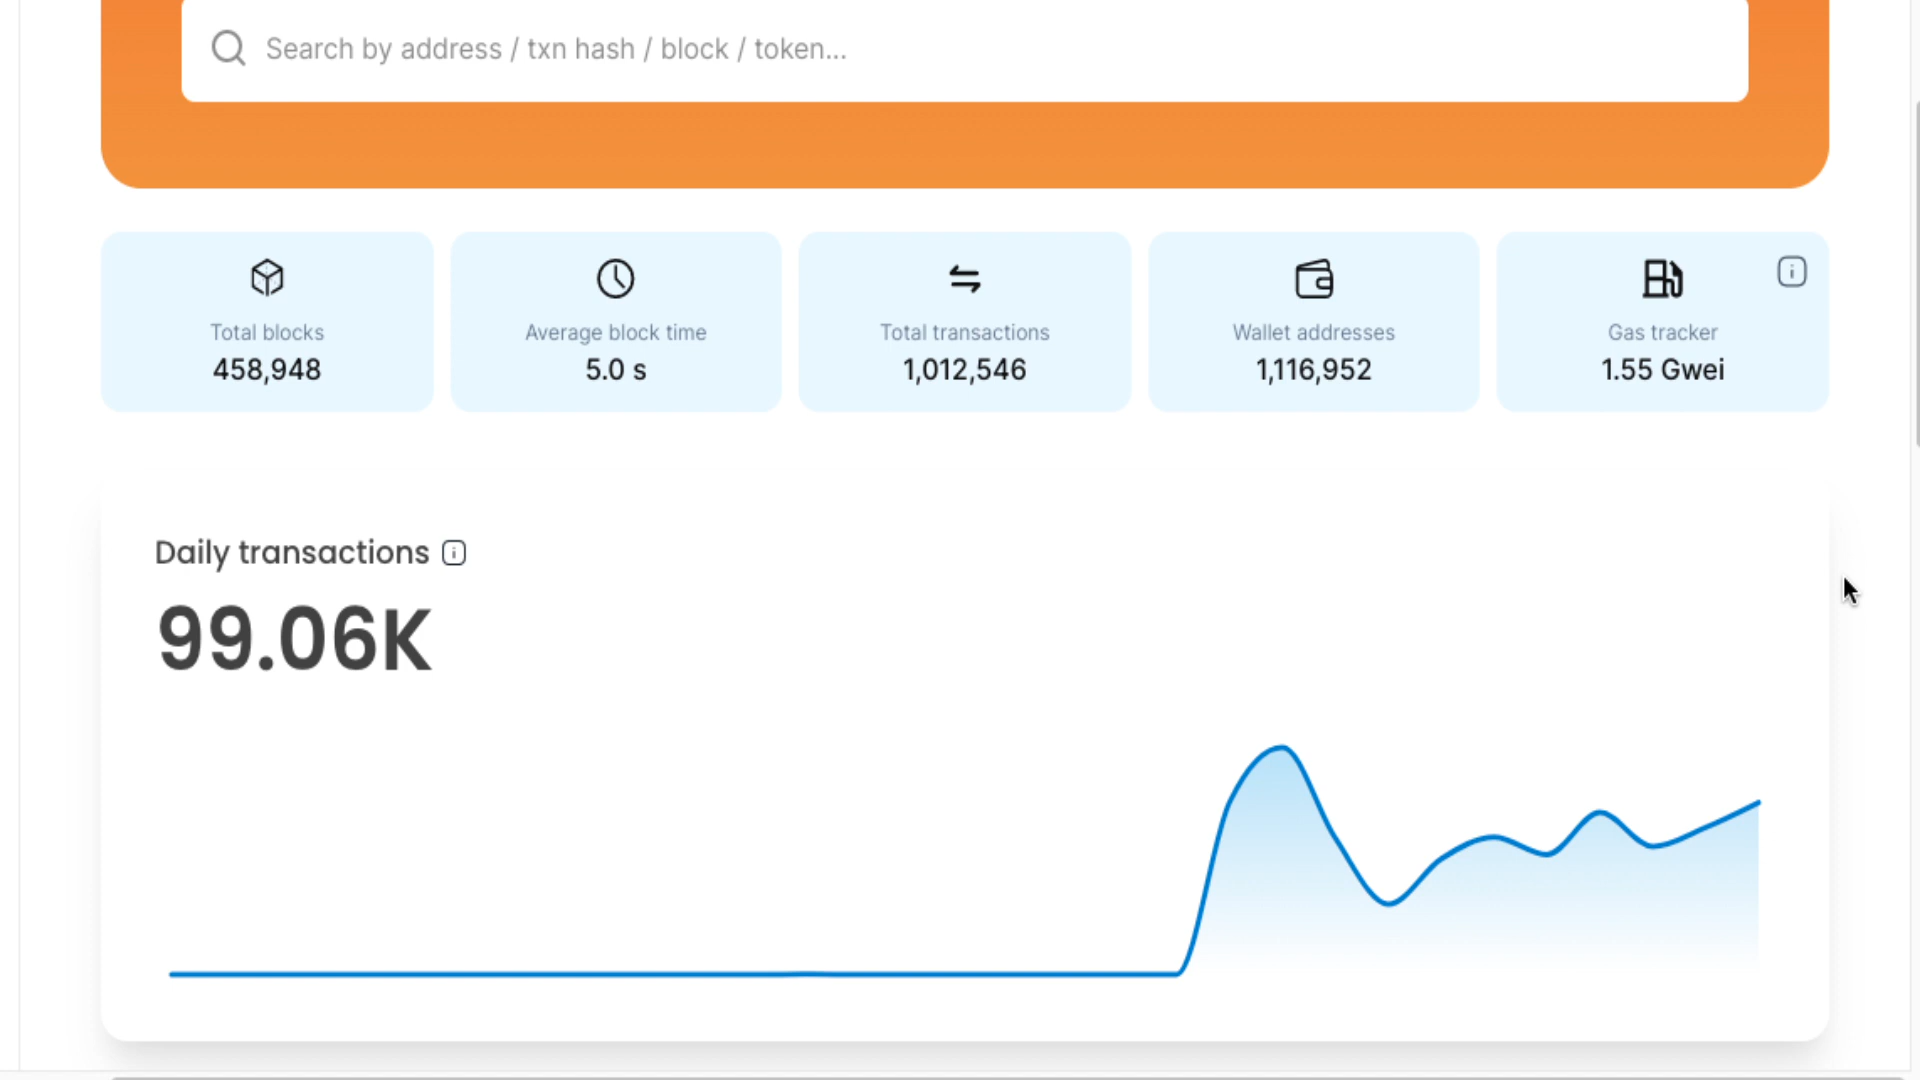 Search by address / txn hash / block / token...
Total blocks
458,948
Average block time
5.0 s
Total transactions
1,012,546
Wallet addresses
1,116,952
Gas tracker
1.55 Gwei
Daily transactions
99.06K